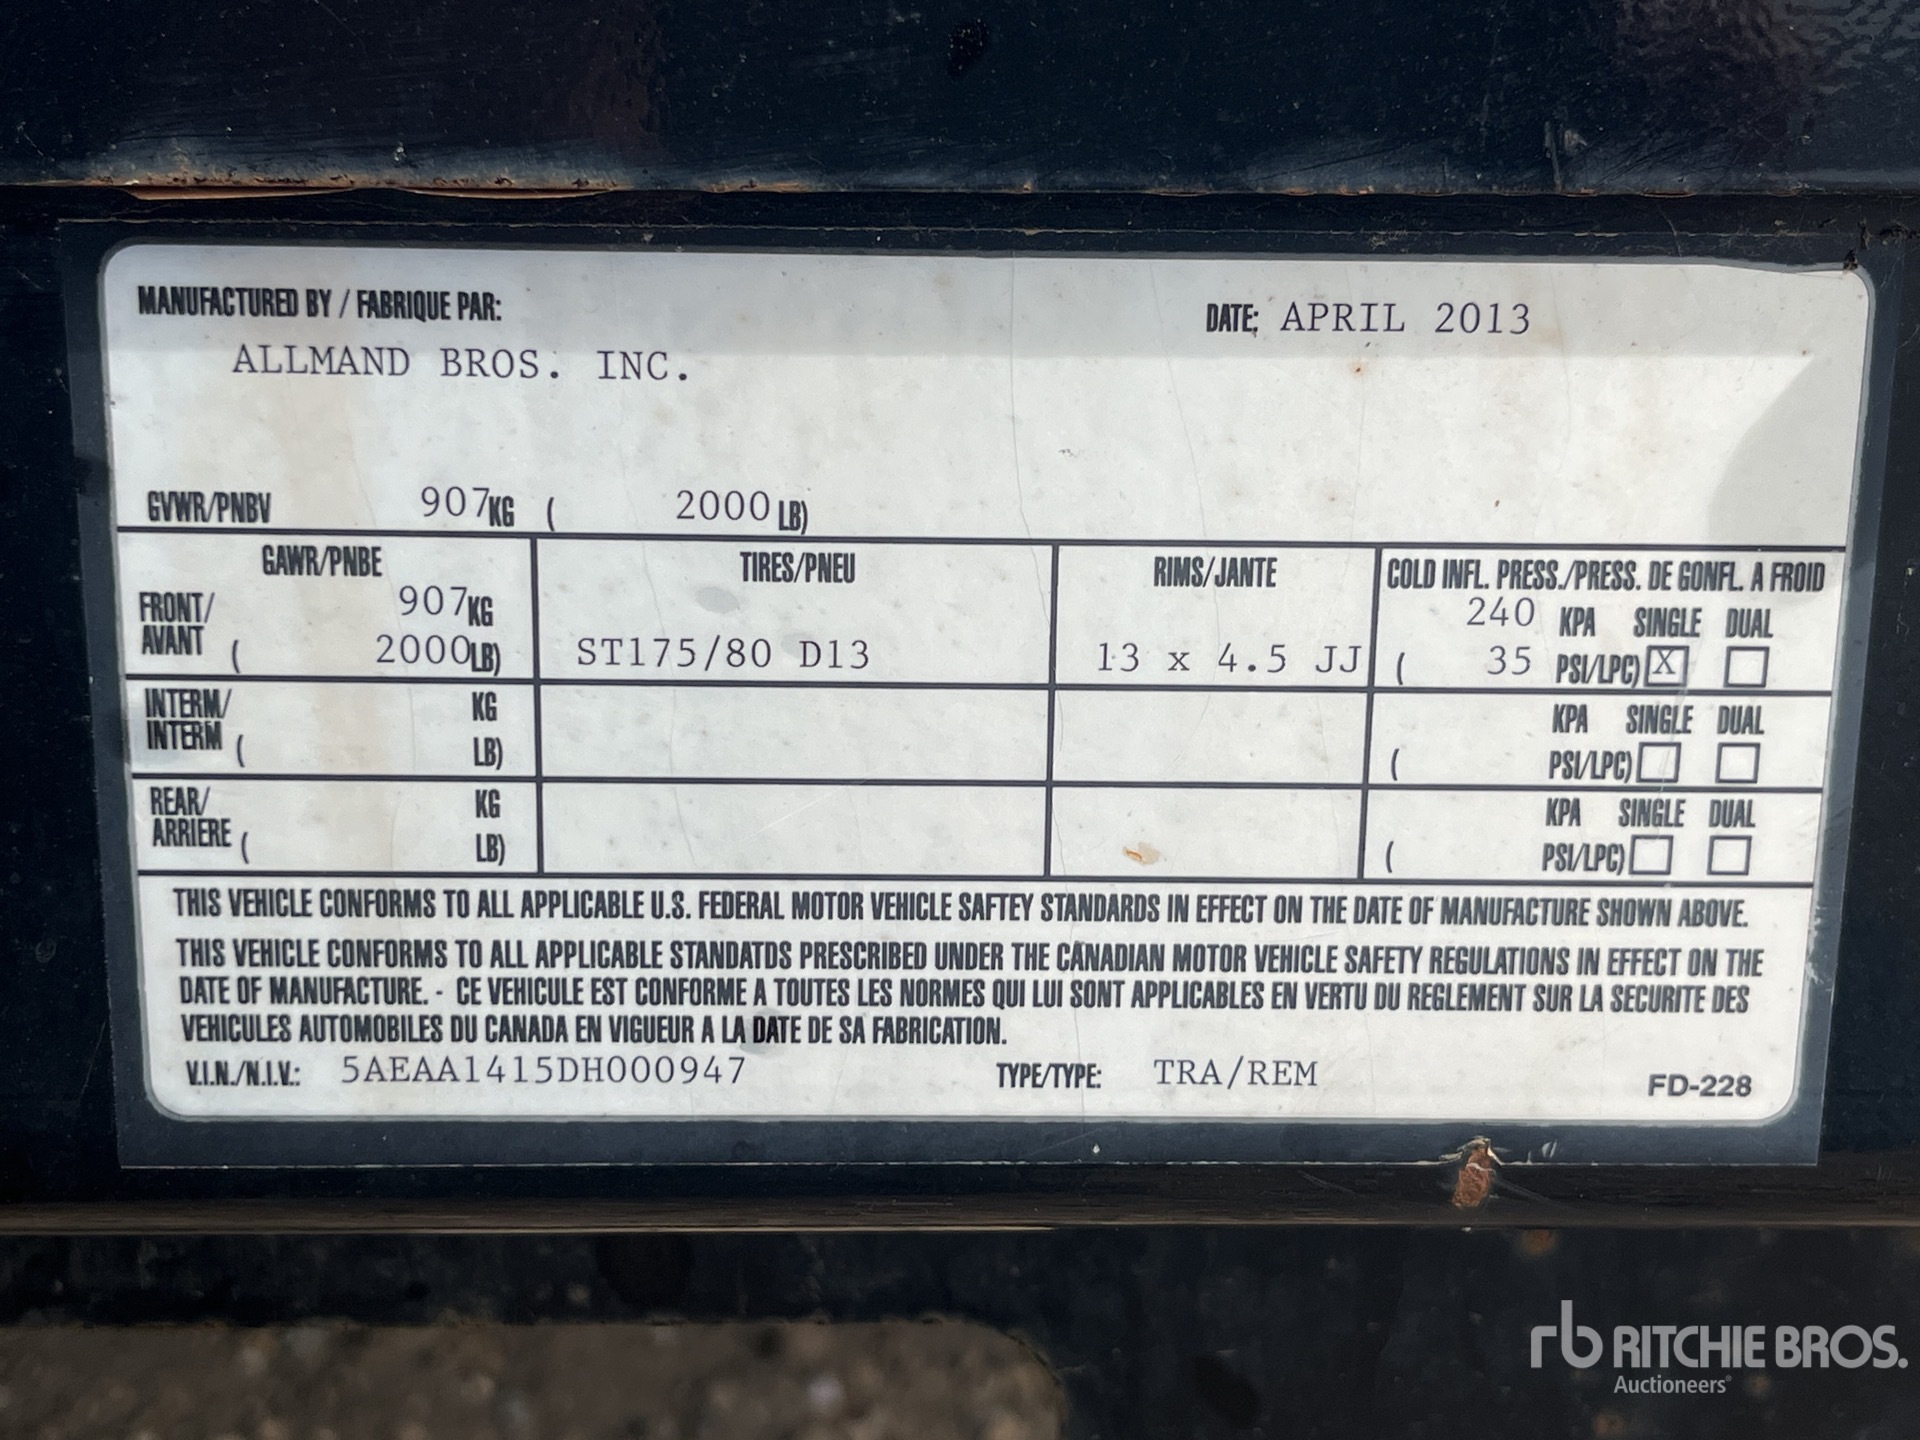 MANUFACTURED BY / FABRIQUE PAR:
DATE: APRIL 2013
ALLMAND BROS. INC.
GVWR/PNBV 907KG ( 2000 LB)
GAWR/PNBE TIRES/PNEU RIMS/JANTE COLD INFL. PRESS./PRESS. DE GONFL. A FROID
FRONT/ 907KG 240 KPA SINGLE DUAL
AVANT ( 2000LB) ST175/80 D13 13 x 4.5 JJ ( 35 PSI/LPC) X
INTERM/ KG KPA SINGLE DUAL
INTERM ( LB) ( PSI/LPC)
REAR/ KG KPA SINGLE DUAL
ARRIERE ( LB) ( PSI/LPC)
THIS VEHICLE CONFORMS TO ALL APPLICABLE U.S. FEDERAL MOTOR VEHICLE SAFTEY STANDARDS IN EFFECT ON THE DATE OF MANUFACTURE SHOWN ABOVE.
THIS VEHICLE CONFORMS TO ALL APPLICABLE STANDATDS PRESCRIBED UNDER THE CANADIAN MOTOR VEHICLE SAFETY REGULATIONS IN EFFECT ON THE
DATE OF MANUFACTURE. - CE VEHICULE EST CONFORME A TOUTES LES NORMES QUI LUI SONT APPLICABLES EN VERTU DU REGLEMENT SUR LA SECURITE DES
VEHICULES AUTOMOBILES DU CANADA EN VIGUEUR A LA DATE DE SA FABRICATION.
V.I.N./N.I.V.: 5AEAA1415DH000947 TYPE/TYPE: TRA/REM FD-228
rb RITCHIE BROS.
Auctioneers